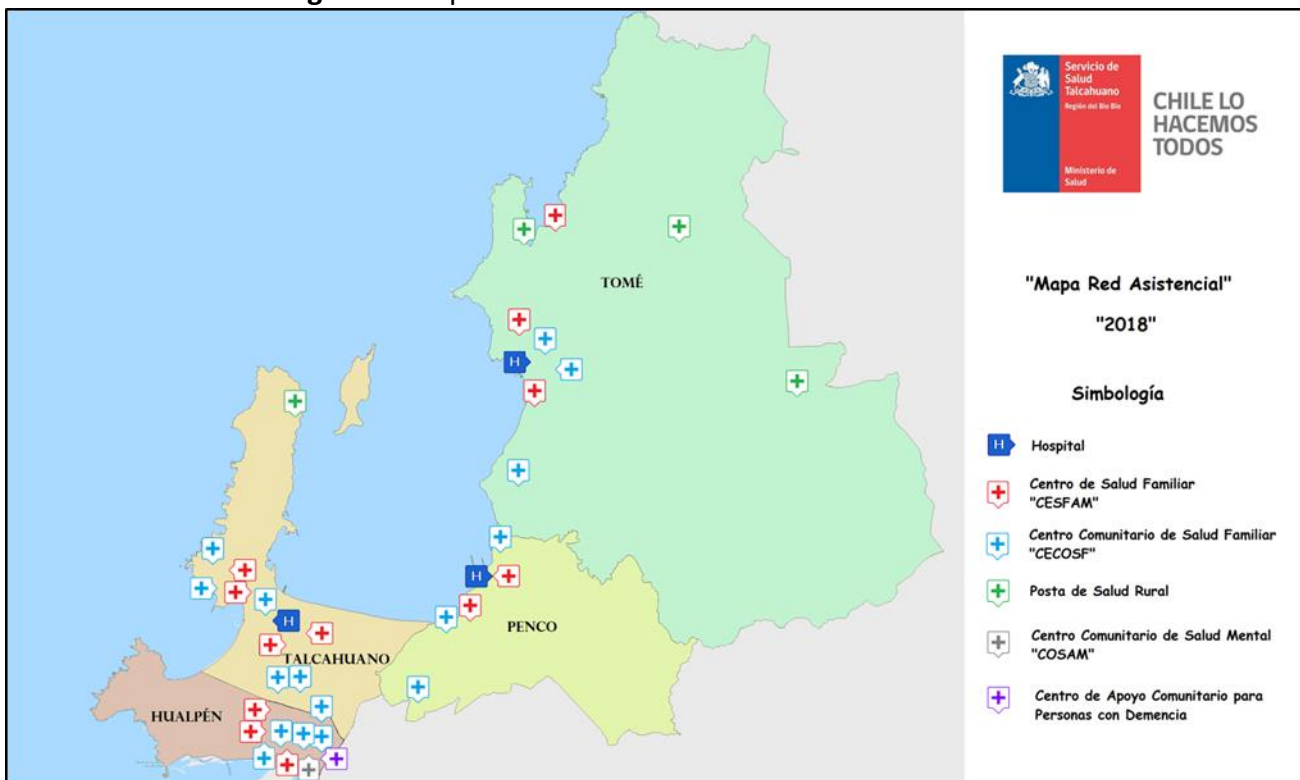 Servicio de
Salud
Talcahuano
Región del Bío Bío
Ministerio de
Salud
CHILE LO
HACEMOS
TODOS
"Mapa Red Asistencial"
"2018"
Simbología
H Hospital
Centro de Salud Familiar
"CESFAM"
Centro Comunitario de Salud Familiar
"CECOSF"
Posta de Salud Rural
Centro Comunitario de Salud Mental
"COSAM"
Centro de Apoyo Comunitario para
Personas con Demencia
TOMÉ
H
H
PENCO
H
TALCAHUANO
HUALPÉN